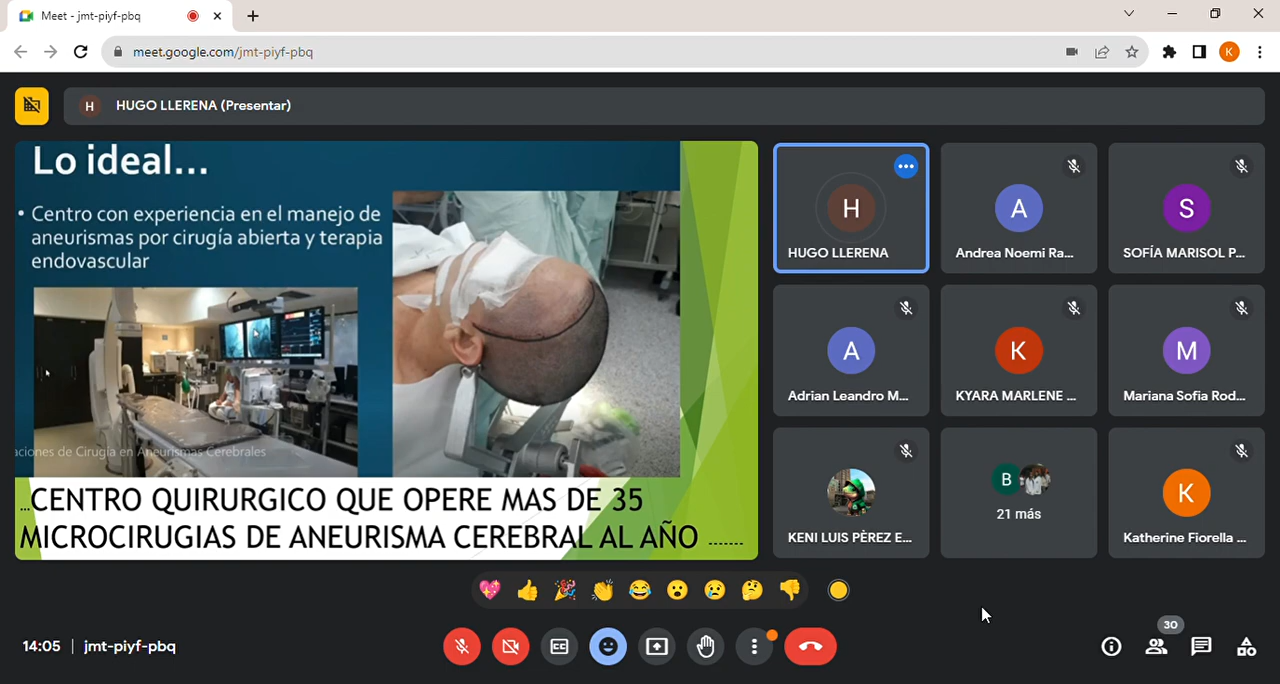 Meet - jmt-piyf-pbq
meet.google.com/jmt-piyf-pbq
K
H HUGO LLERENA (Presentar)
Lo ideal...
• Centro con experiencia en el manejo de
aneurismas por cirugía abierta y terapia
endovascular
aciones de Cirugía en Aneurismas Cerebrales
...CENTRO QUIRURGICO QUE OPERE MAS DE 35
MICROCIRUGIAS DE ANEURISMA CEREBRAL AL AÑO .......
H
HUGO LLERENA
A
Andrea Noemi Ra...
S
SOFÍA MARISOL P...
A
Adrian Leandro M...
K
KYARA MARLENE ...
M
Mariana Sofia Rod...
KENI LUIS PÈREZ E...
B
21 más
K
Katherine Fiorella ...
14:05 | jmt-piyf-pbq
CC
30